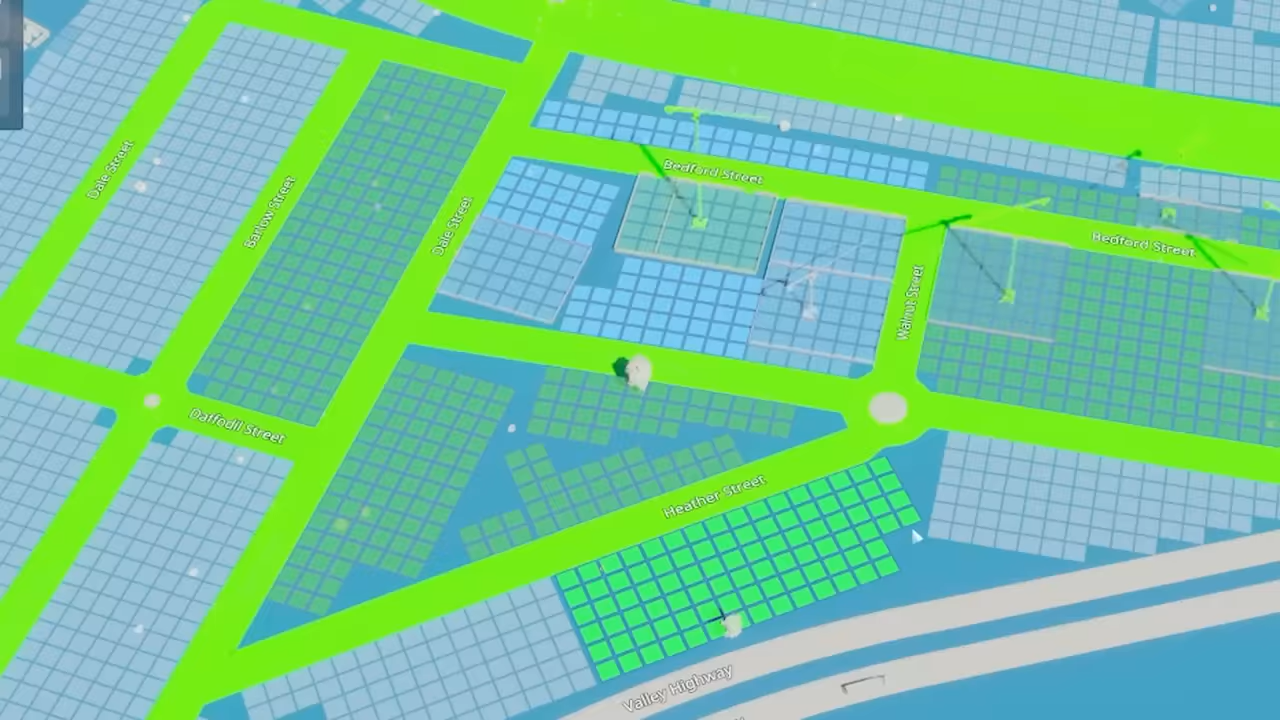 Dale Street
Barlow Street
Dale Street
Bedford Street
Walnut Street
Bedford Street
Daffodil Street
Heather Street
Valley Highway